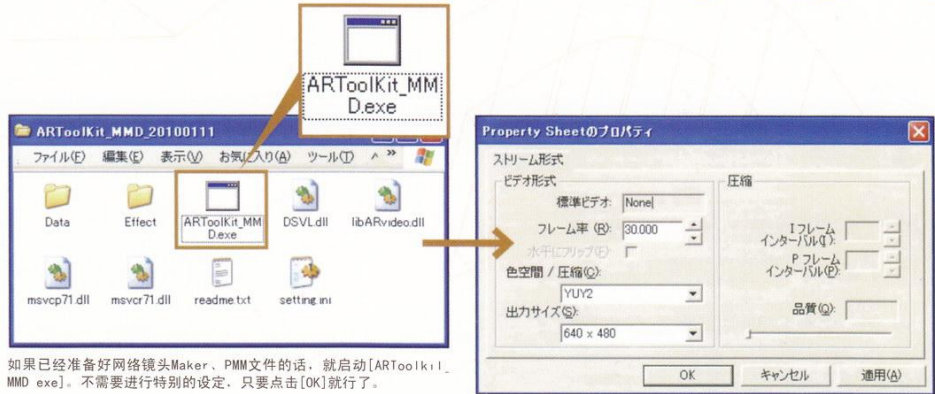 ARToolKit_MM
D.exe
ARToolKit_MMD_20100111
ファイル(F) 編集(E) 表示(V) お気に入り(A) ツール(T) »
Data
Effect
ARToolKit_MM
D.exe
DSVL.dll
libARvideo.dll
msvcp71.dll
msvcr71.dll
readme.txt
setting.ini
如果已经准备好网络镜头Maker、PMM文件的话，就启动[ARToolkil_
MMD exe]。不需要进行特别的设定，只要点击[OK]就行了。
Property Sheetのプロパティ
ストリーム形式
ビデオ形式
標準ビデオ: None
フレーム率 (R): 30.000
水平にフリップ(F):
色空間 / 圧縮(C):
YUY2
出力サイズ(S):
640 x 480
圧縮
I フレーム
インターバル(I):
P フレーム
インターバル(P):
品質(Q):
OK キャンセル 適用(A)